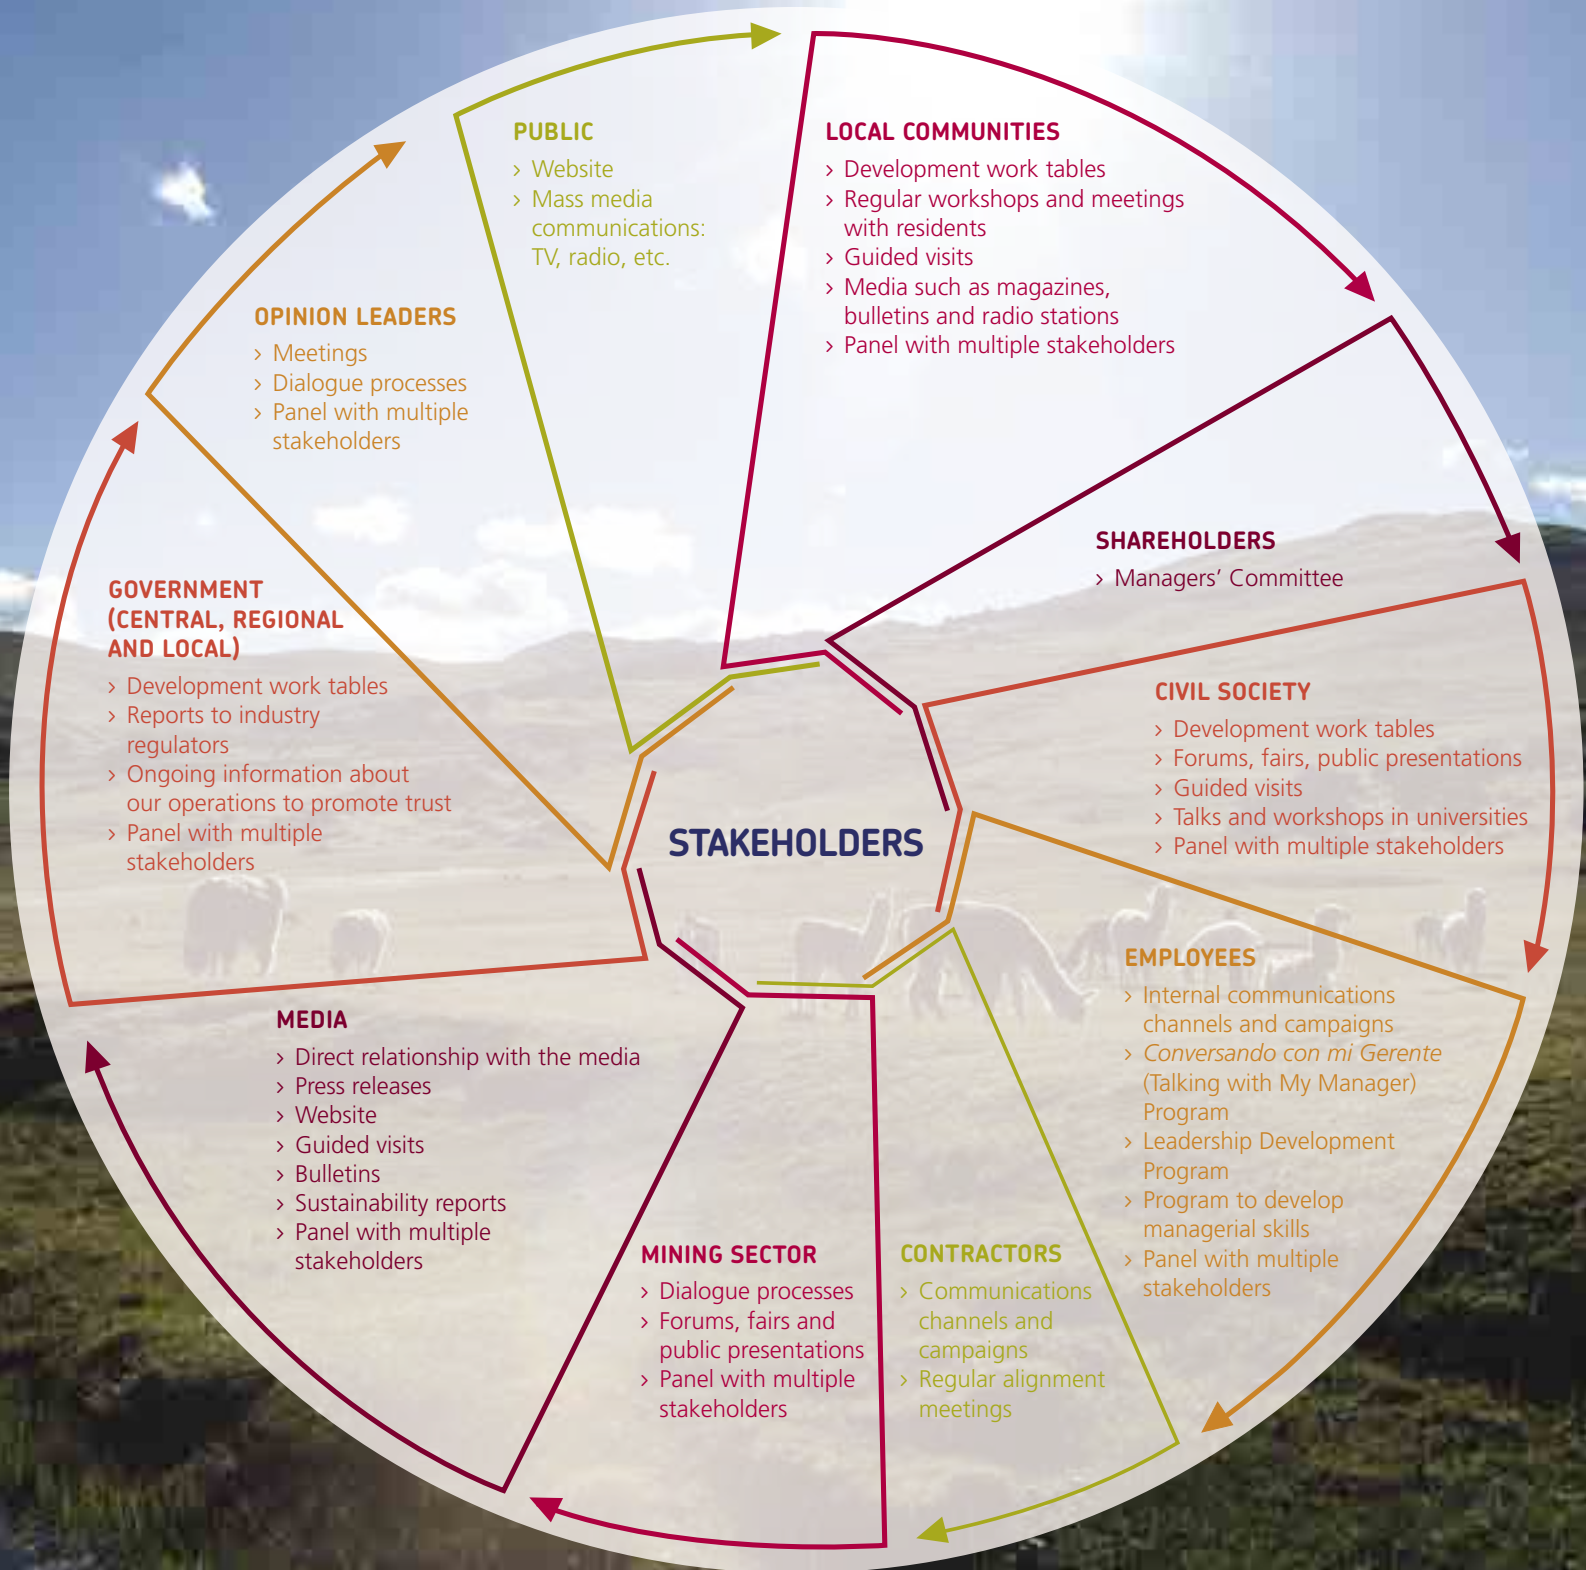 PUBLIC
› Website
› Mass media
communications:
TV, radio, etc.
LOCAL COMMUNITIES
› Development work tables
› Regular workshops and meetings
with residents
› Guided visits
› Media such as magazines,
bulletins and radio stations
› Panel with multiple stakeholders
OPINION LEADERS
› Meetings
› Dialogue processes
› Panel with multiple
stakeholders
SHAREHOLDERS
› Managers’ Committee
GOVERNMENT
(CENTRAL, REGIONAL
AND LOCAL)
› Development work tables
› Reports to industry
regulators
› Ongoing information about
our operations to promote trust
› Panel with multiple
stakeholders
STAKEHOLDERS
CIVIL SOCIETY
› Development work tables
› Forums, fairs, public presentations
› Guided visits
› Talks and workshops in universities
› Panel with multiple stakeholders
EMPLOYEES
› Internal communications
channels and campaigns
› Conversando con mi Gerente
(Talking with My Manager)
Program
› Leadership Development
Program
› Program to develop
managerial skills
› Panel with multiple
stakeholders
MEDIA
› Direct relationship with the media
› Press releases
› Website
› Guided visits
› Bulletins
› Sustainability reports
› Panel with multiple
stakeholders
MINING SECTOR
› Dialogue processes
› Forums, fairs and
public presentations
› Panel with multiple
stakeholders
CONTRACTORS
› Communications
channels and
campaigns
› Regular alignment
meetings